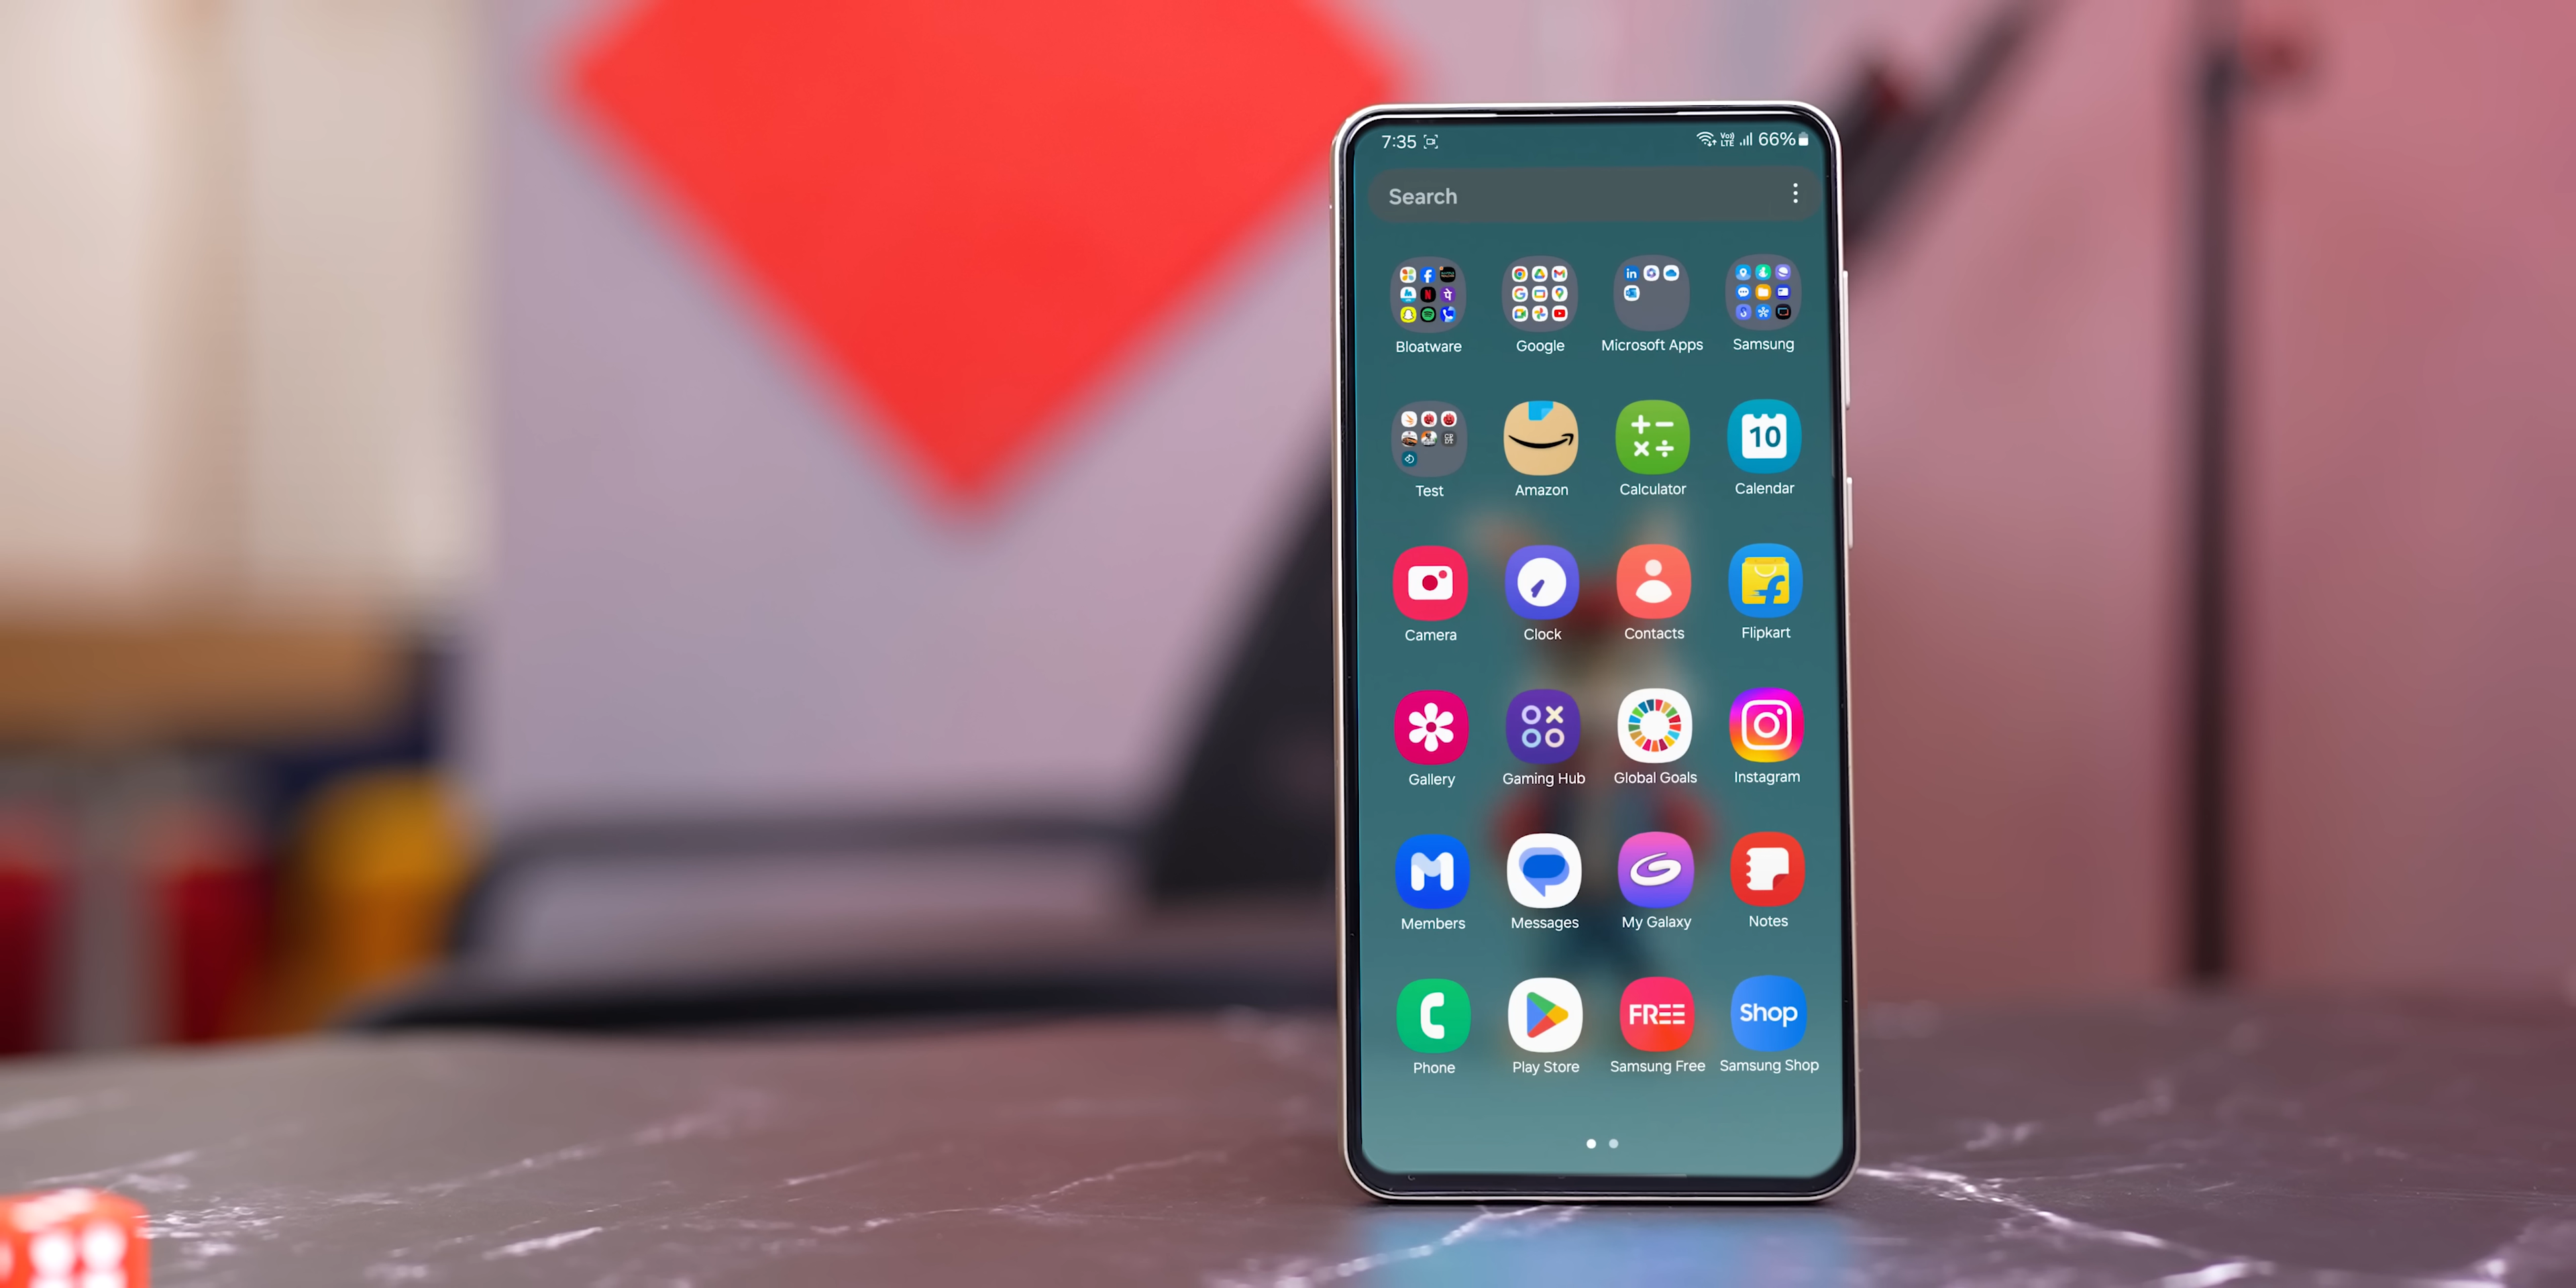 7:35 Vo)) LTE 66%
Search
Bloatware Google Microsoft Apps Samsung
10
Test Amazon Calculator Calendar
Camera Clock Contacts Flipkart
Gallery Gaming Hub Global Goals Instagram
Members Messages My Galaxy Notes
FREE Shop
Phone Play Store Samsung Free Samsung Shop